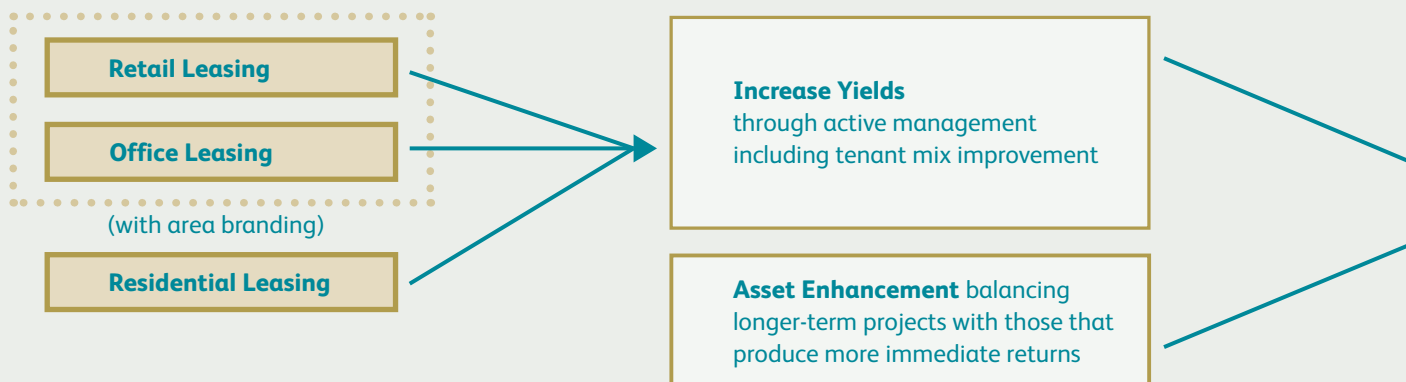 Retail Leasing
Office Leasing
(with area branding)
Residential Leasing
Increase Yields
through active management
including tenant mix improvement
Asset Enhancement balancing
longer-term projects with those that
produce more immediate returns